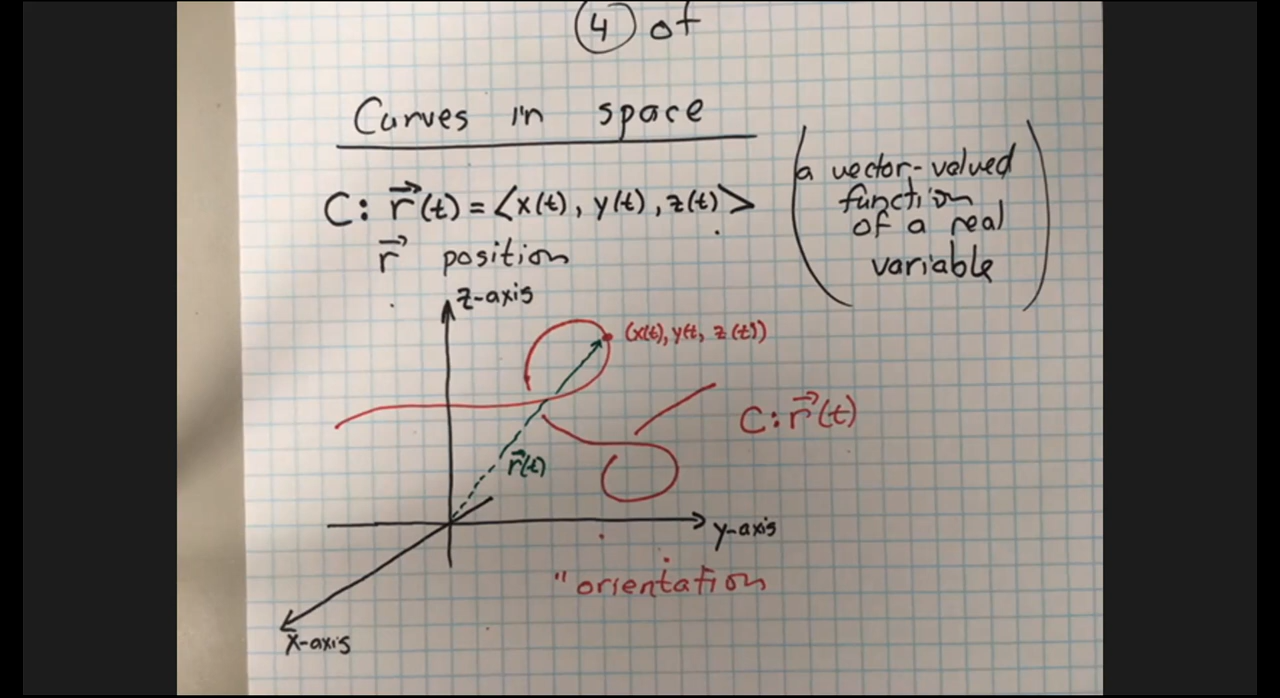 ④ of
Curves in space
C: r⃗(t) = <x(t), y(t), z(t)>
r⃗ position
(a vector-valued
function
of a real
variable)
z-axis
(x(t), y(t, z(t))
C: r⃗(t)
r⃗(t)
y-axis
"orientation
x-axis